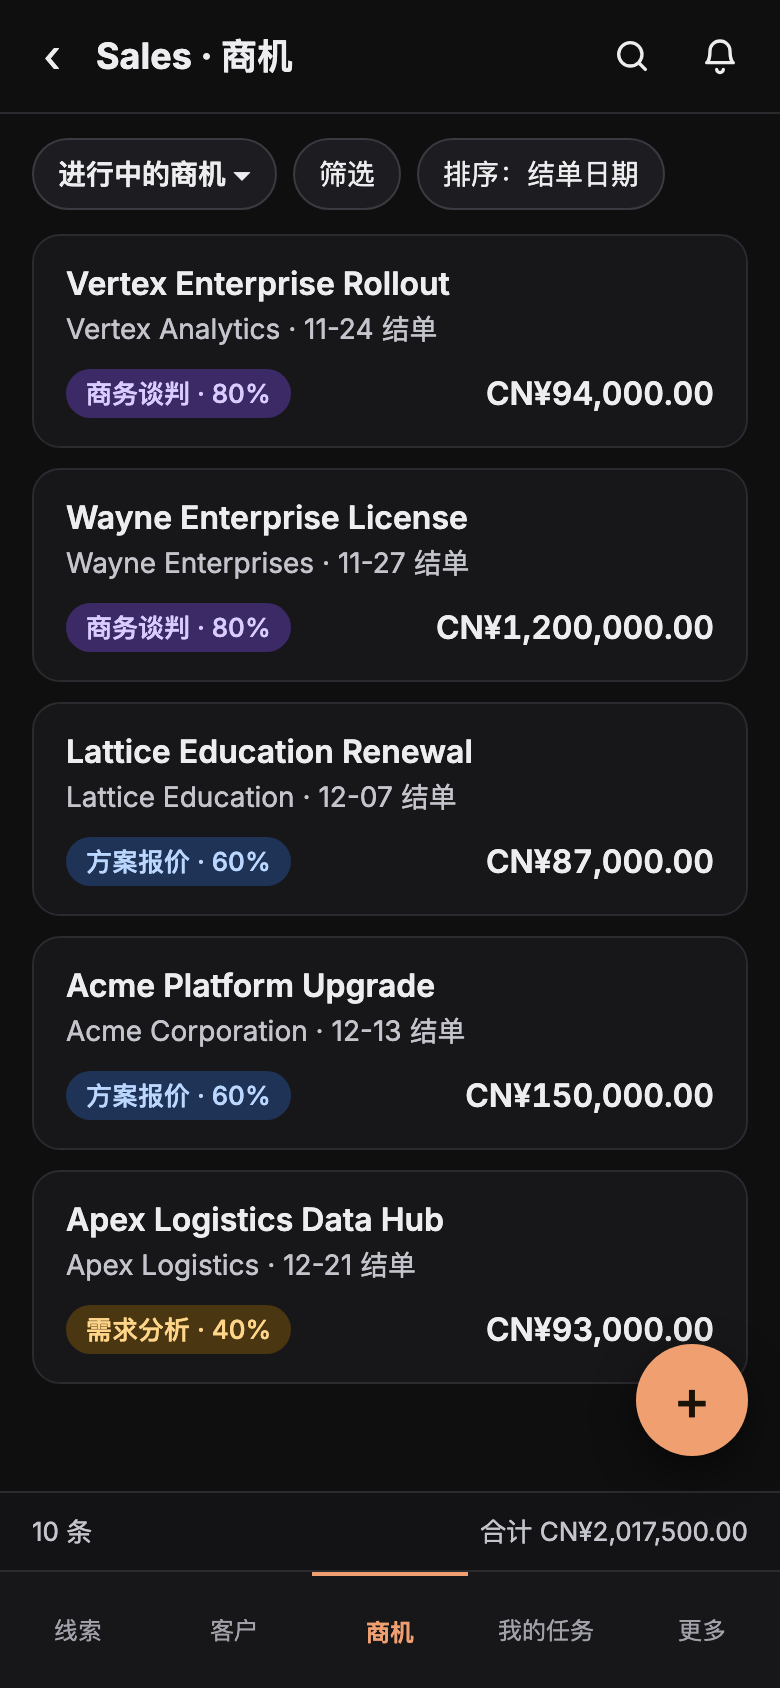 Sales · 商机
进行中的商机 筛选 排序：结单日期
Vertex Enterprise Rollout
Vertex Analytics · 11-24 结单
商务谈判 · 80% CN¥94,000.00
Wayne Enterprise License
Wayne Enterprises · 11-27 结单
商务谈判 · 80% CN¥1,200,000.00
Lattice Education Renewal
Lattice Education · 12-07 结单
方案报价 · 60% CN¥87,000.00
Acme Platform Upgrade
Acme Corporation · 12-13 结单
方案报价 · 60% CN¥150,000.00
Apex Logistics Data Hub
Apex Logistics · 12-21 结单
需求分析 · 40% CN¥93,000.00
+
10 条 合计 CN¥2,017,500.00
线索 客户 商机 我的任务 更多